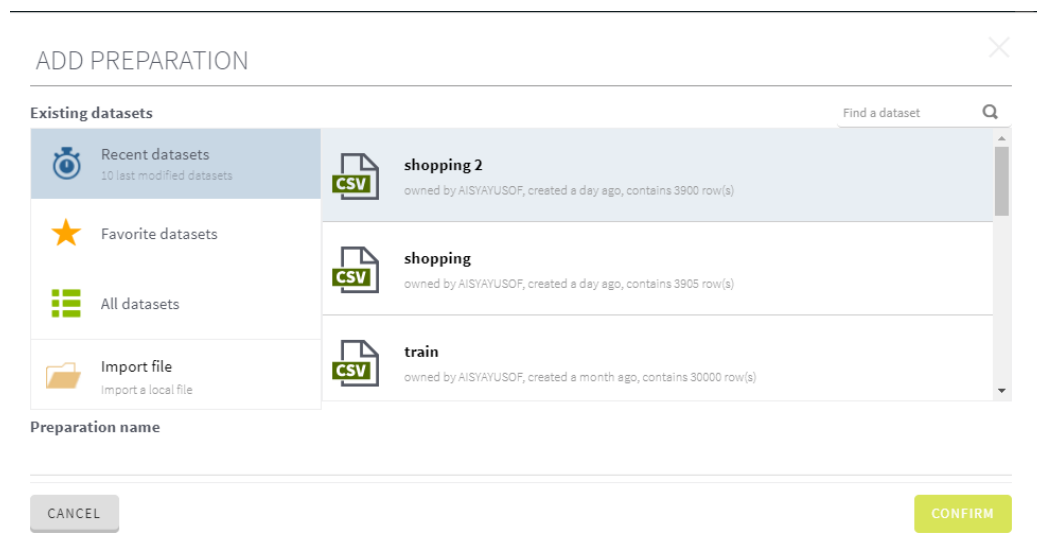 ADD PREPARATION
Existing datasets
Find a dataset
Recent datasets
10 last modified datasets
Favorite datasets
All datasets
Import file
Import a local file
CSV
shopping 2
owned by AISYAYUSOF, created a day ago, contains 3900 row(s)
CSV
shopping
owned by AISYAYUSOF, created a day ago, contains 3905 row(s)
CSV
train
owned by AISYAYUSOF, created a month ago, contains 30000 row(s)
Preparation name
CANCEL
CONFIRM